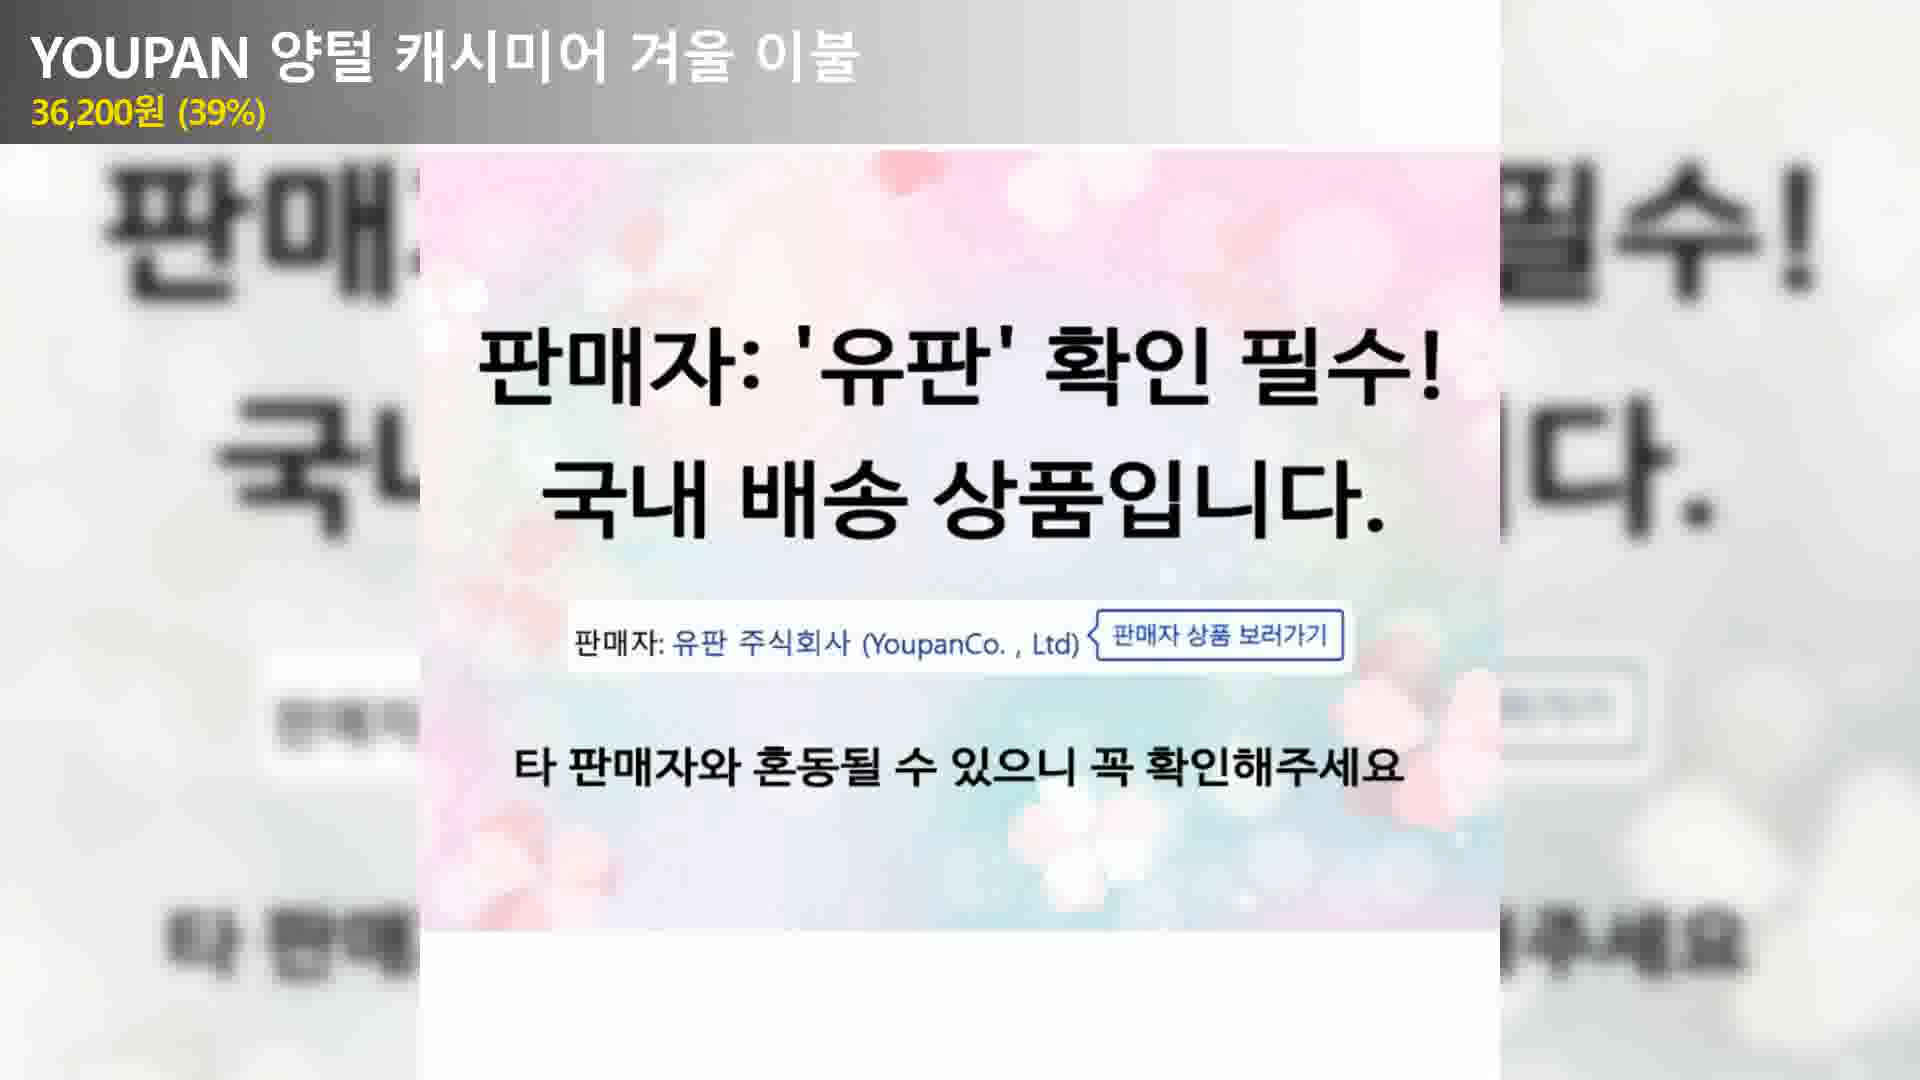 YOUPAN 양털 캐시미어 겨울 이불
36,200원 (39%)
판매자: '유판' 확인 필수!
국내 배송 상품입니다.
판매자: 유판 주식회사 (YoupanCo. , Ltd) 판매자 상품 보러가기
타 판매자와 혼동될 수 있으니 꼭 확인해주세요